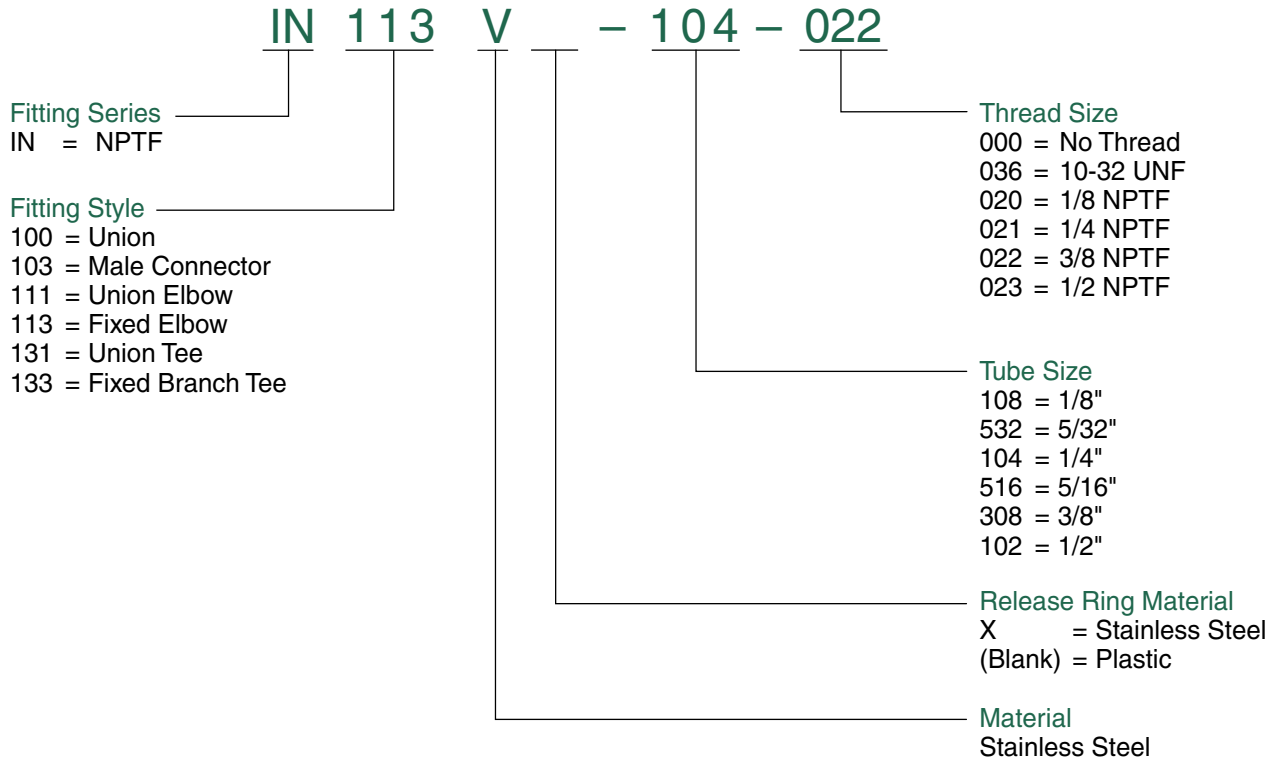 IN 113 V – 104 – 022
Fitting Series
IN = NPTF
Fitting Style
100 = Union
103 = Male Connector
111 = Union Elbow
113 = Fixed Elbow
131 = Union Tee
133 = Fixed Branch Tee
Thread Size
000 = No Thread
036 = 10-32 UNF
020 = 1/8 NPTF
021 = 1/4 NPTF
022 = 3/8 NPTF
023 = 1/2 NPTF
Tube Size
108 = 1/8"
532 = 5/32"
104 = 1/4"
516 = 5/16"
308 = 3/8"
102 = 1/2"
Release Ring Material
X = Stainless Steel
(Blank) = Plastic
Material
Stainless Steel